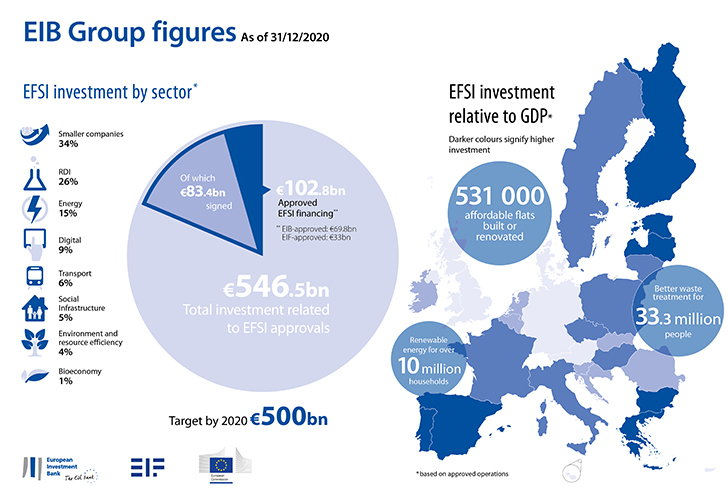 EIB Group figures As of 31/12/2020
EFSI investment by sector*
Smaller companies
34%
RDI
26%
Energy
15%
Digital
9%
Transport
6%
Social
Infrastructure
5%
Environment and
resource efficiency
4%
Bioeconomy
1%
Of which
€83.4bn
signed
€102.8bn
Approved
EFSI financing**
** EIB-approved: €69.8bn
EIF-approved: €33bn
€546.5bn
Total investment related
to EFSI approvals
Target by 2020 €500bn
EFSI investment
relative to GDP*
Darker colours signify higher
investment
531 000
affordable flats
built or
renovated
Better waste
treatment for
33.3 million
people
Renewable
energy for over
10 million
households
European
Investment
Bank
The EU bank
EIF
European
Commission
*based on approved operations